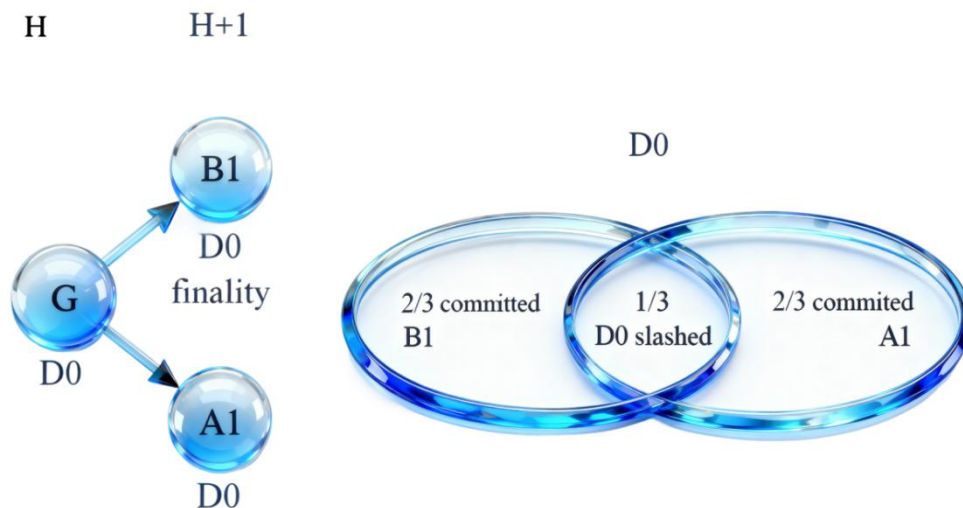 H
H+1
B1
D0
finality
G
D0
A1
D0
D0
2/3 committed
B1
1/3
D0 slashed
2/3 commited
A1